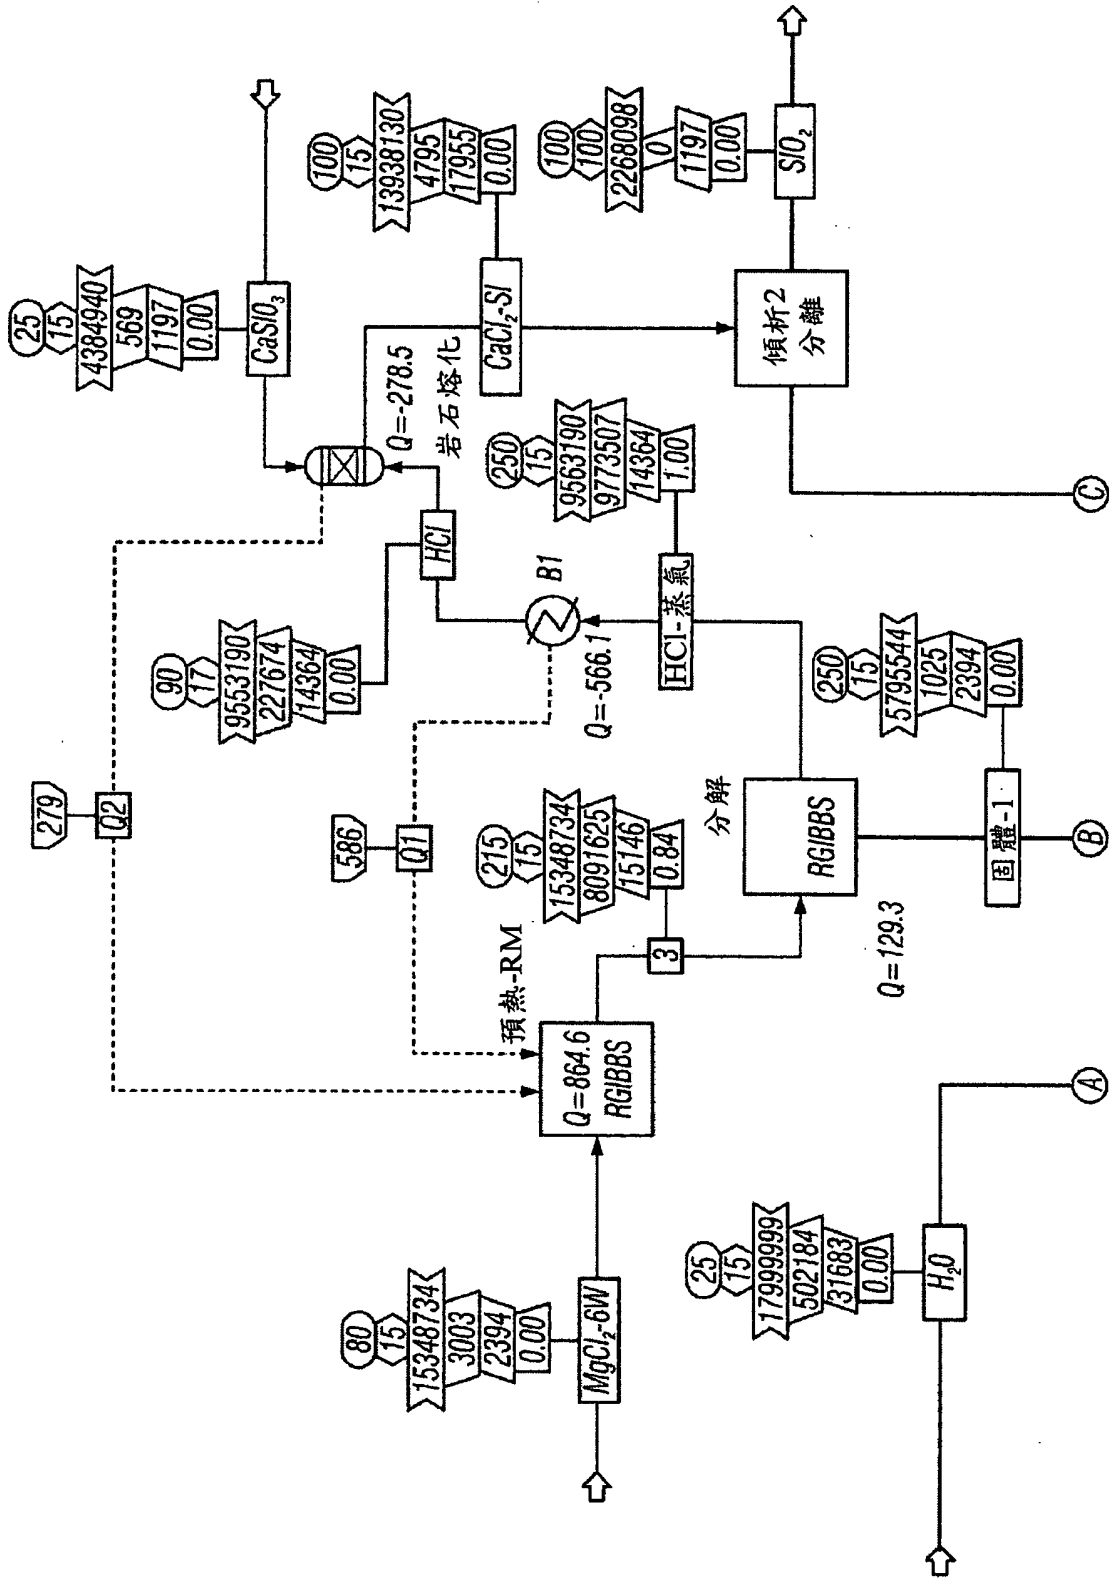 25
15
4384940
569
1197
0.00
CaSIO3
100
15
13938130
4795
17955
0.00
CaCl2-SI
100
100
2268098
0
1197
0.00
SIO2
傾析2
分離
C
Q=-278.5
岩石熔化
90
17
9553190
227674
14364
0.00
HCl
250
15
9563190
9773507
14364
1.00
HCl-蒸氣
B1
Q=-566.1
279
Q2
586
Q1
預熱-RM
Q=864.6
RGIBBS
215
15
15348734
8091625
15146
0.84
3
分解
RGIBBS
Q=129.3
250
15
5795544
1025
2394
0.00
固體-1
B
80
15
15348734
3003
2394
0.00
MgCl2-6W
25
15
17999999
502184
31683
0.00
H2O
A